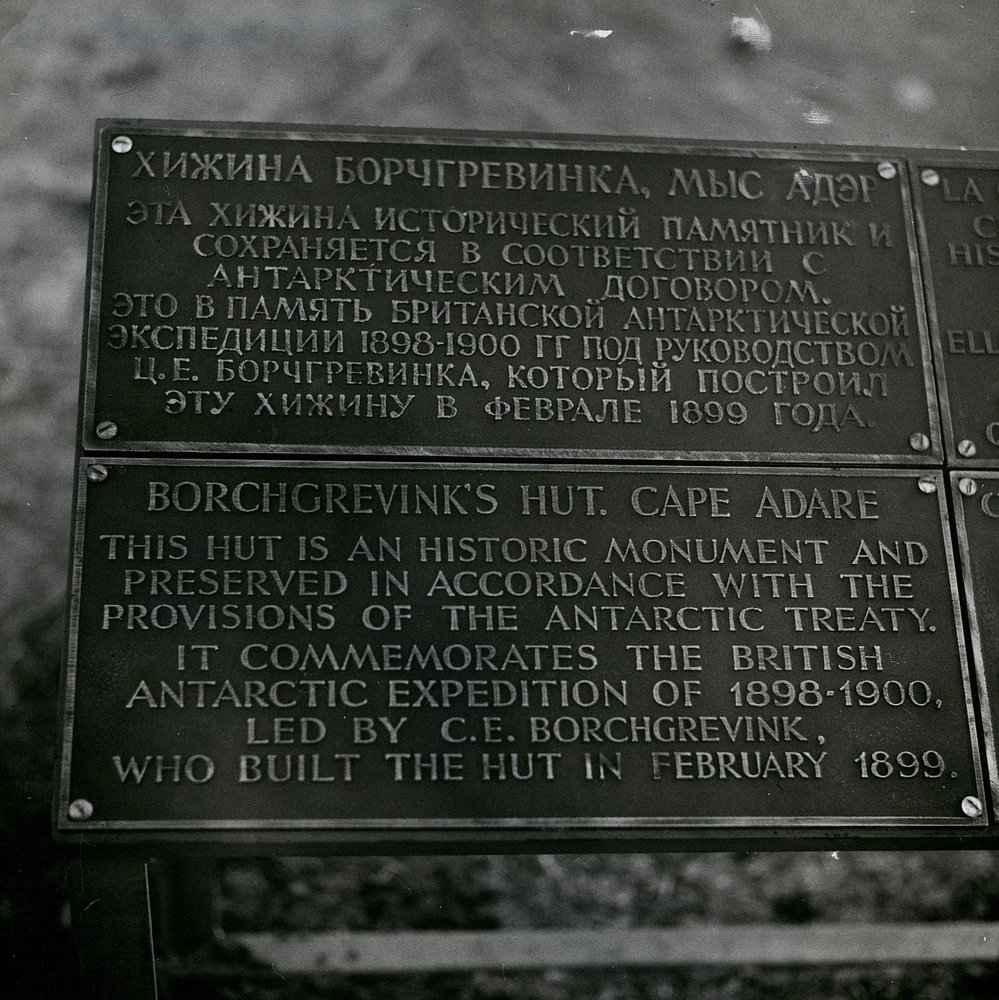 ХИЖИНА БОРЧГРЕВИНКА, МЫС АДЭР
ЭТА ХИЖИНА ИСТОРИЧЕСКИЙ ПАМЯТНИК И
СОХРАНЯЕТСЯ В СООТВЕТСТВИИ С
АНТАРКТИЧЕСКИМ ДОГОВОРОМ.
ЭТО В ПАМЯТЬ БРИТАНСКОЙ АНТАРКТИЧЕСКОЙ
ЭКСПЕДИЦИИ 1898-1900 ГГ ПОД РУКОВОДСТВОМ
Ц.Е. БОРЧГРЕВИНКА, КОТОРЫЙ ПОСТРОИЛ
ЭТУ ХИЖИНУ В ФЕВРАЛЕ 1899 ГОДА.
BORCHGREVINK'S HUT. CAPE ADARE
THIS HUT IS AN HISTORIC MONUMENT AND
PRESERVED IN ACCORDANCE WITH THE
PROVISIONS OF THE ANTARCTIC TREATY.
IT COMMEMORATES THE BRITISH
ANTARCTIC EXPEDITION OF 1898-1900,
LED BY C.E. BORCHGREVINK,
WHO BUILT THE HUT IN FEBRUARY 1899.
LA